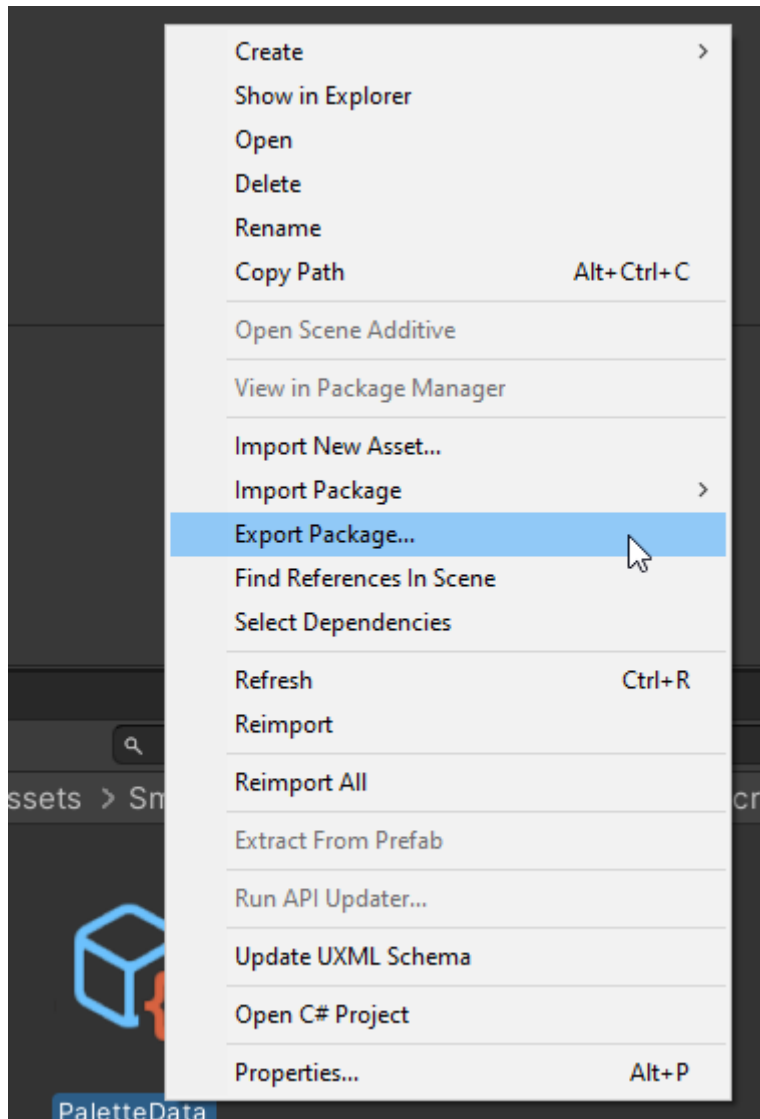 Create
Show in Explorer
Open
Delete
Rename
Copy Path Alt+Ctrl+C
Open Scene Additive
View in Package Manager
Import New Asset...
Import Package
Export Package...
Find References In Scene
Select Dependencies
Refresh Ctrl+R
Reimport
Reimport All
Extract From Prefab
Run API Updater...
Update UXML Schema
Open C# Project
Properties... Alt+P
PaletteData